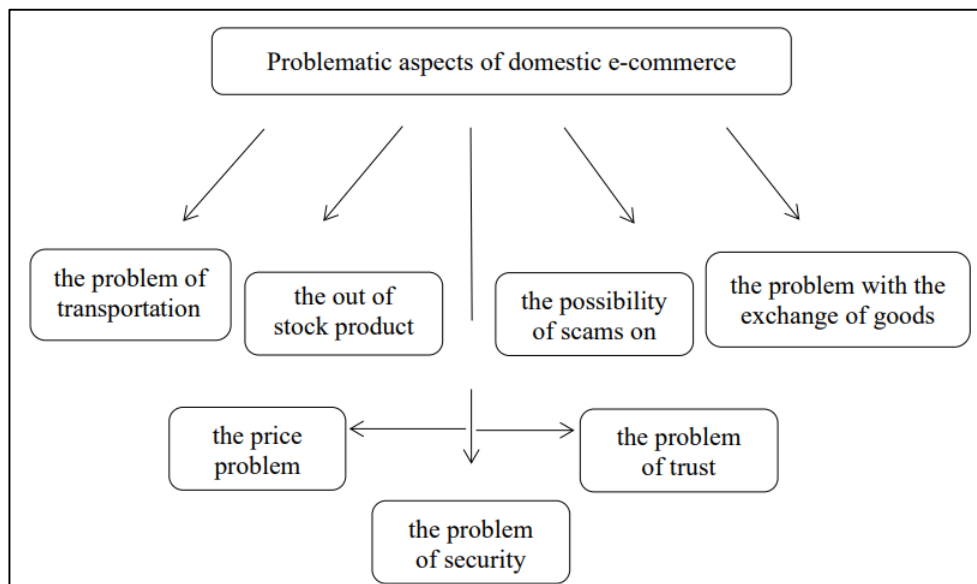 Problematic aspects of domestic e-commerce
the problem of
transportation
the out of
stock product
the possibility
of scams on
the problem with the
exchange of goods
the price
problem
the problem
of trust
the problem
of security